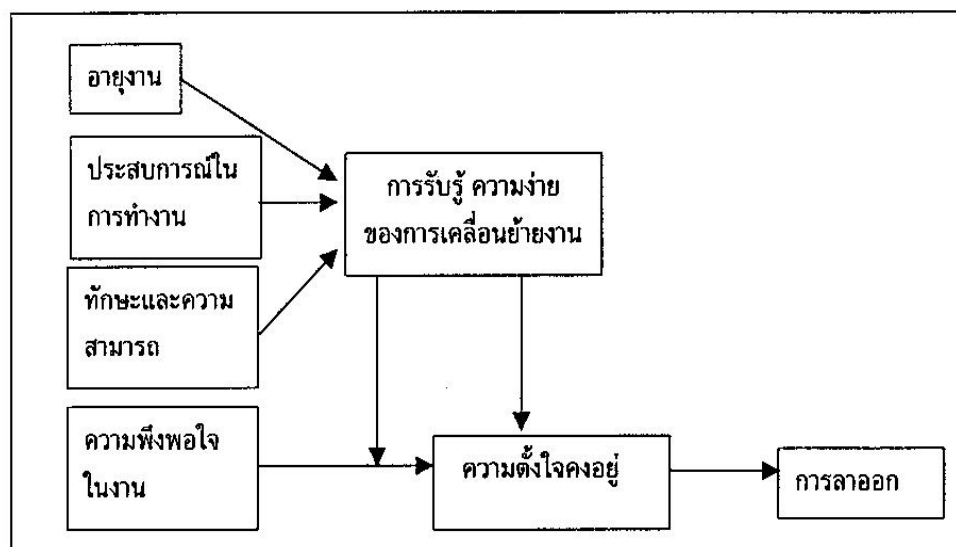 อายุงาน
ประสบการณ์ใน
การทำงาน
การรับรู้ ความง่าย
ของการเคลื่อนย้ายงาน
ทักษะและความ
สามารถ
ความพึงพอใจ
ในงาน
ความตั้งใจคงอยู่
การลาออก